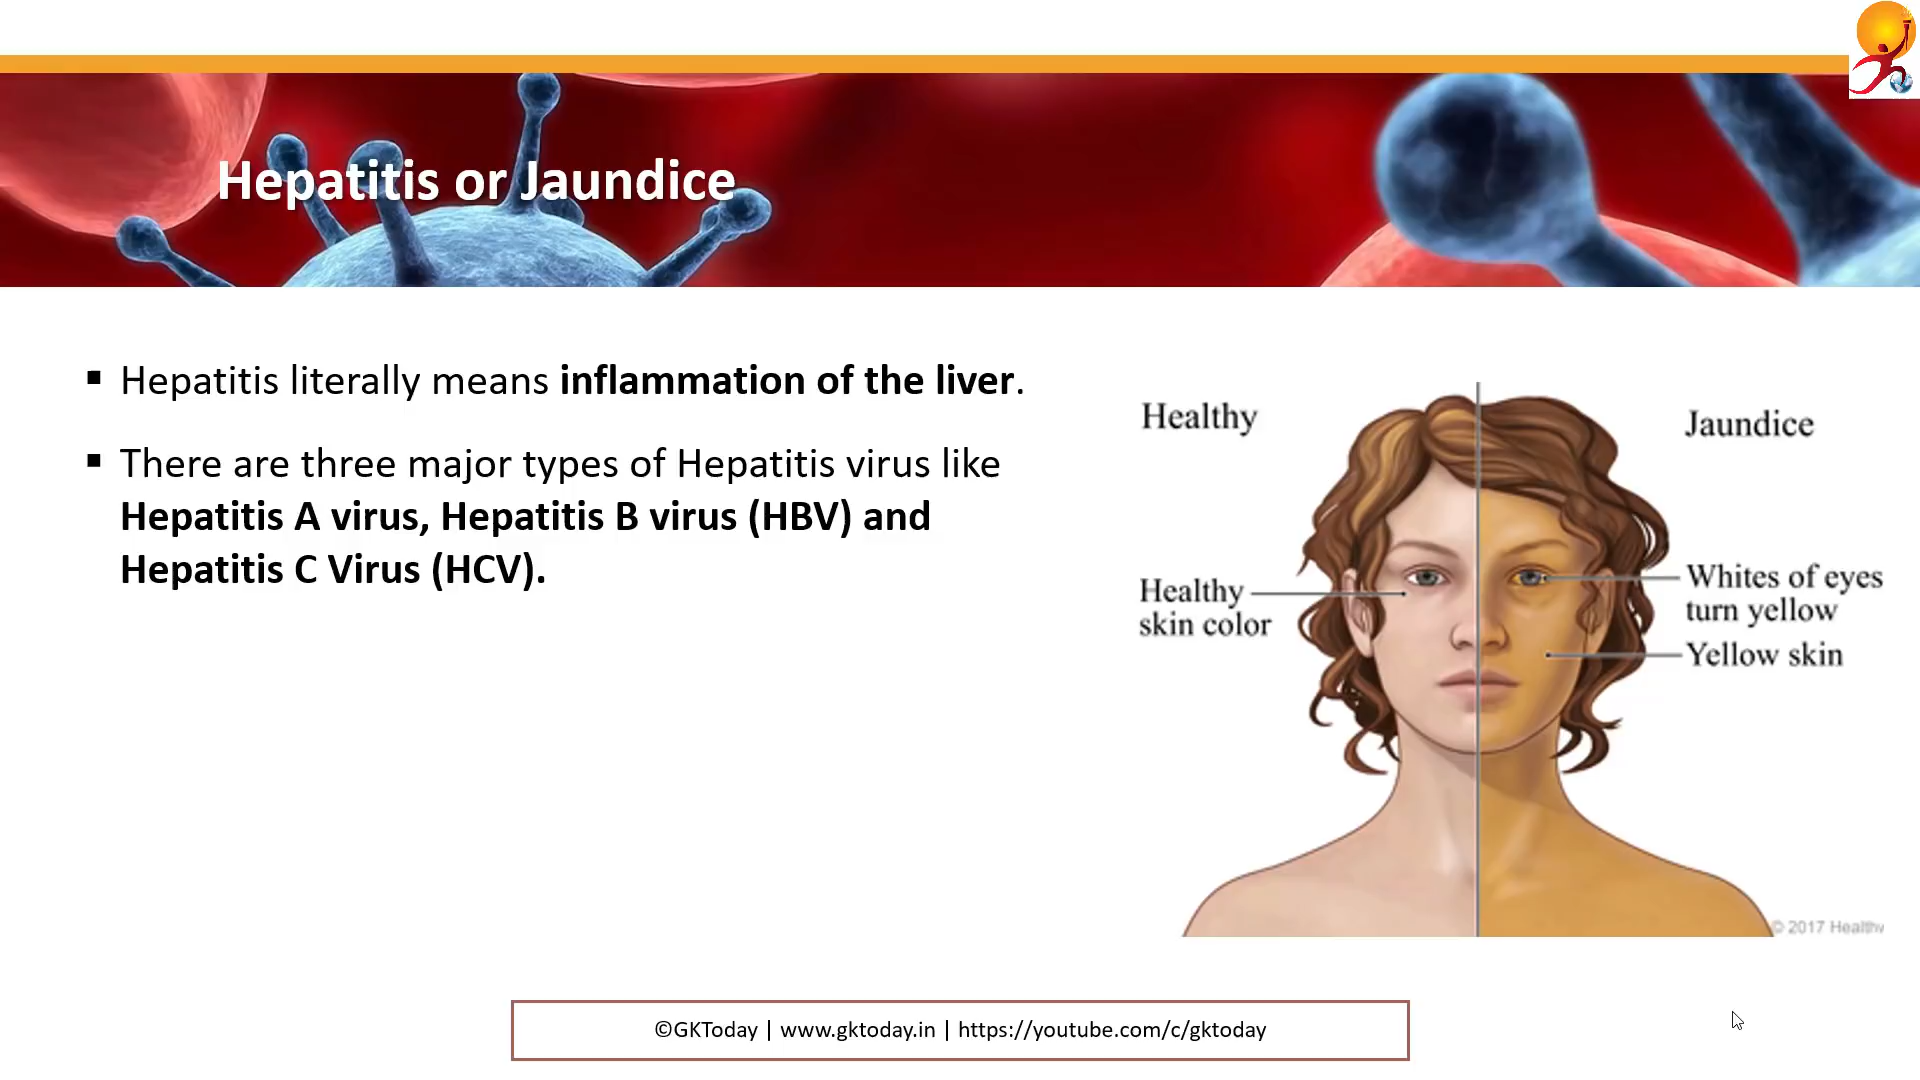 Hepatitis or Jaundice
▪ Hepatitis literally means inflammation of the liver.
▪ There are three major types of Hepatitis virus like
Hepatitis A virus, Hepatitis B virus (HBV) and
Hepatitis C Virus (HCV).
Healthy
Jaundice
Healthy
skin color
Whites of eyes
turn yellow
Yellow skin
© 2017 Healthw
©GKToday | www.gktoday.in | https://youtube.com/c/gktoday